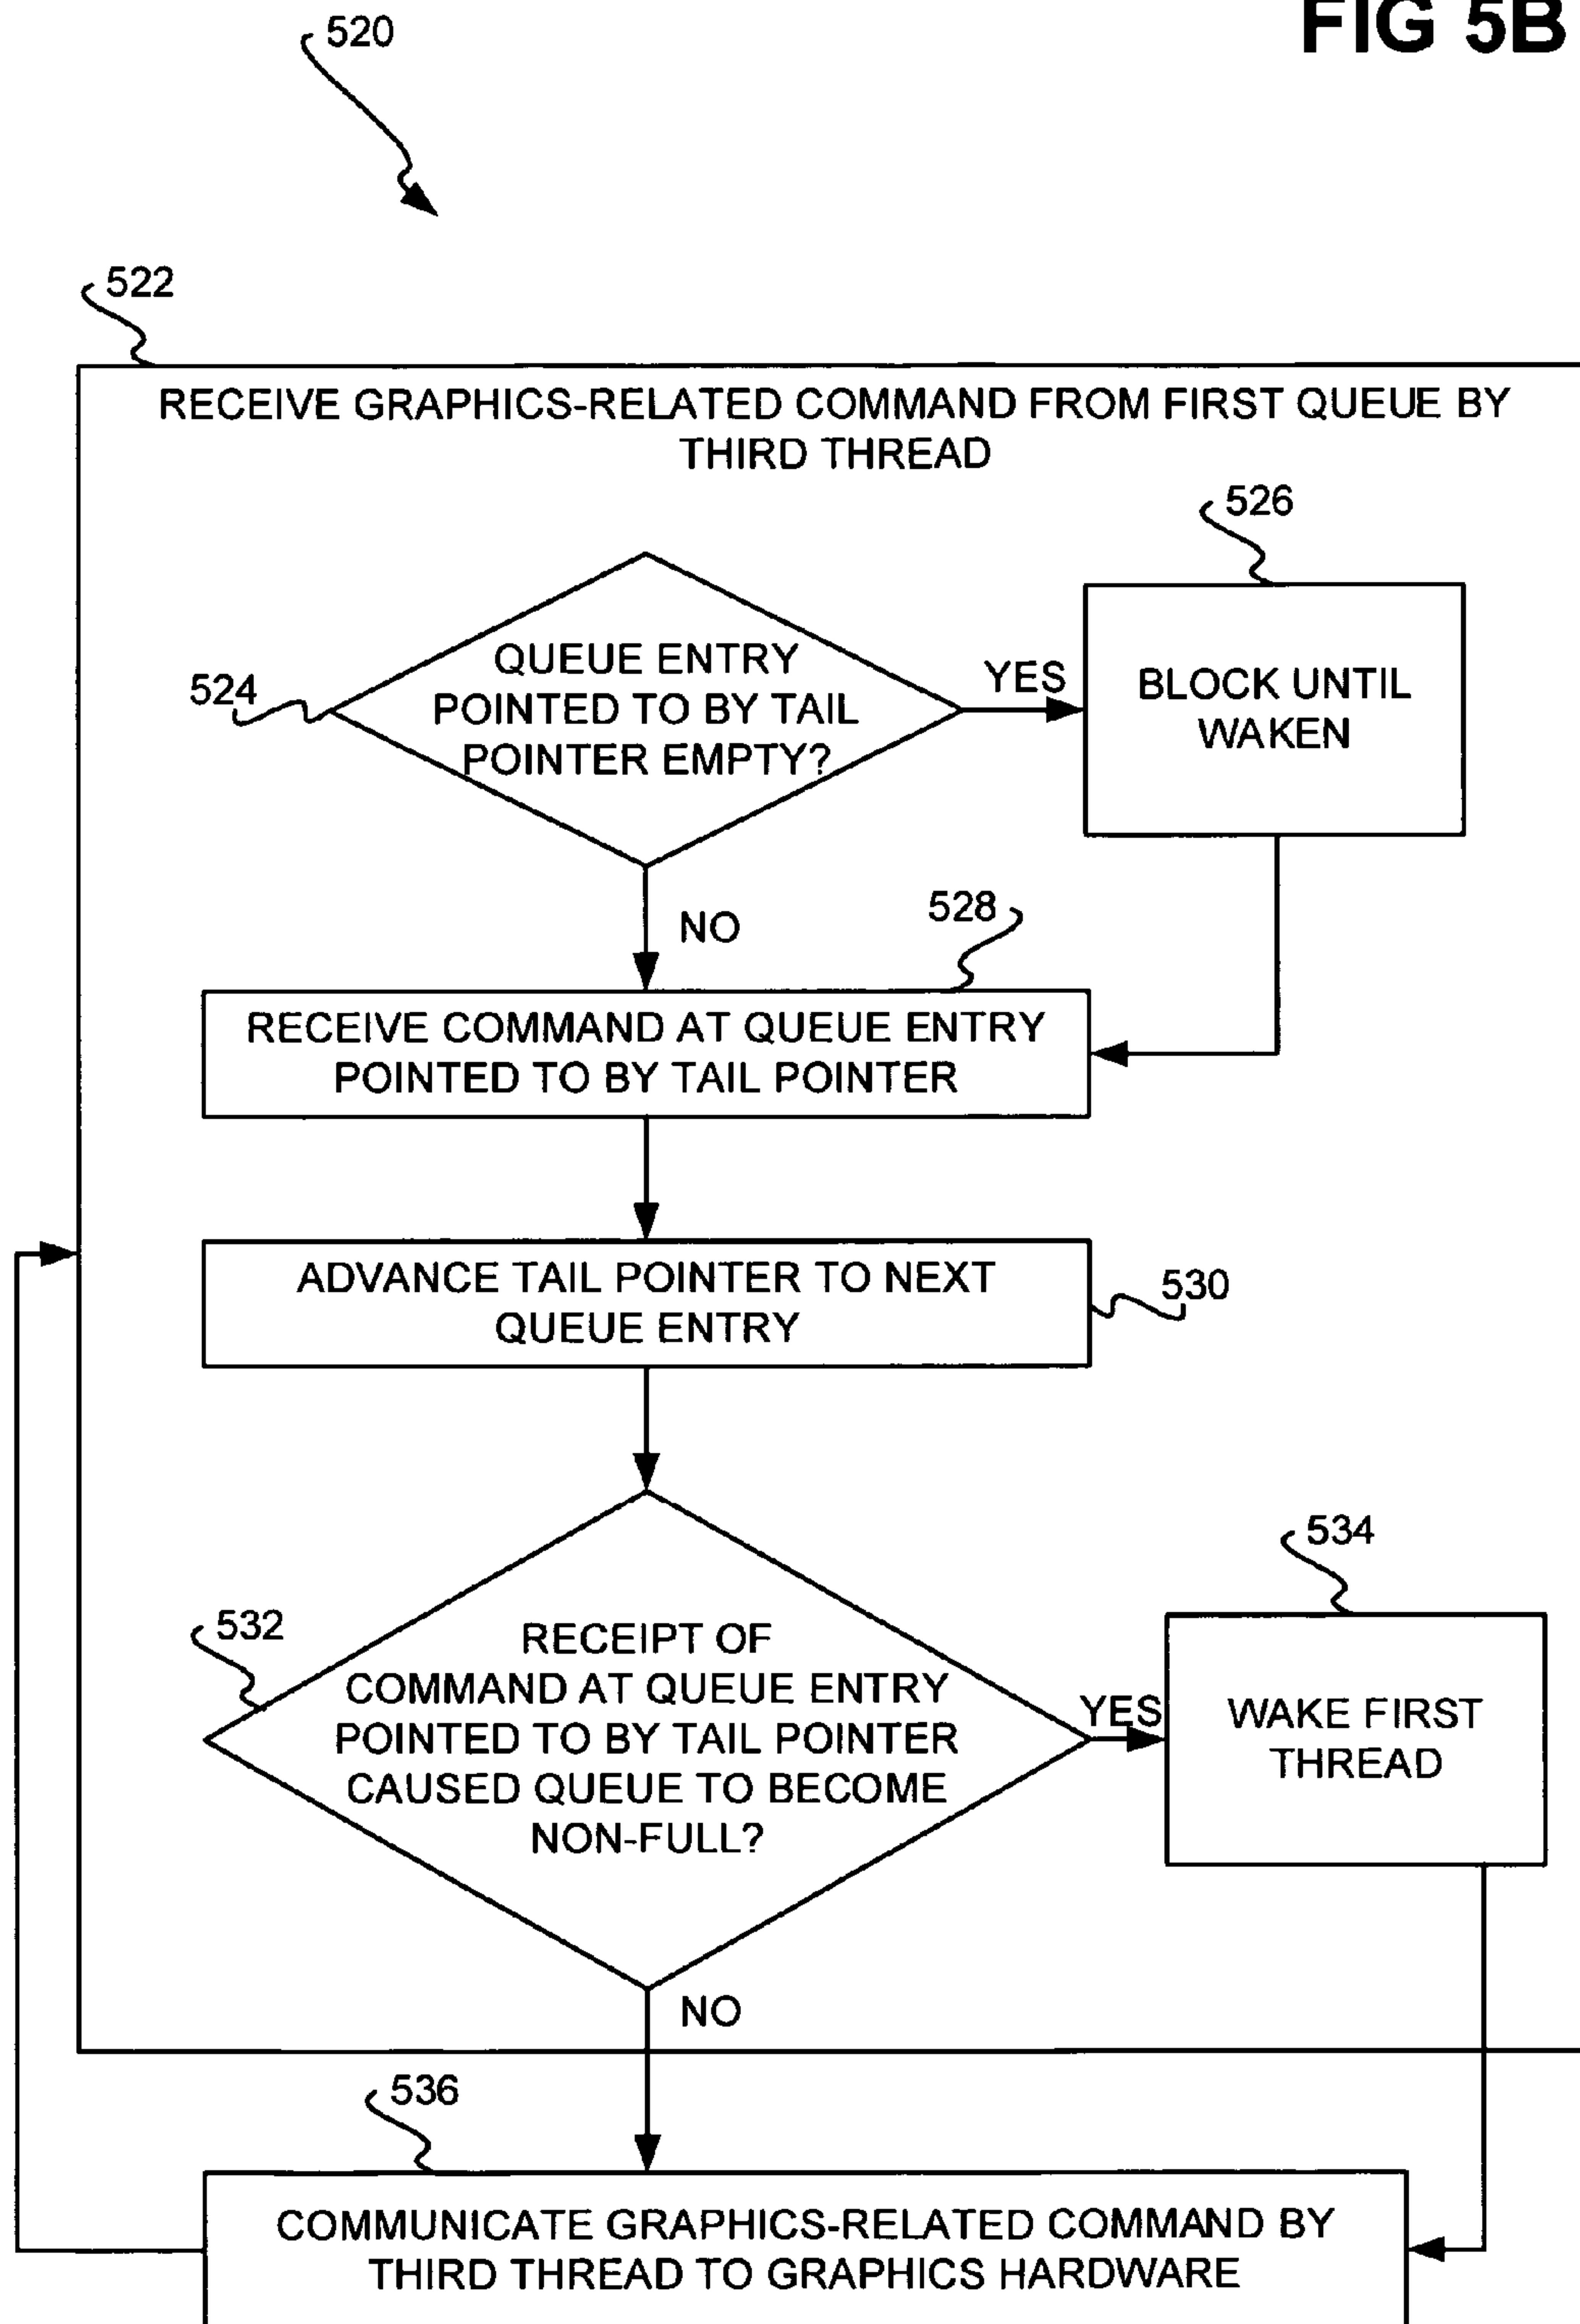 FIG 5B
520
522
RECEIVE GRAPHICS-RELATED COMMAND FROM FIRST QUEUE BY
THIRD THREAD
526
524
QUEUE ENTRY
POINTED TO BY TAIL
POINTER EMPTY?
YES
BLOCK UNTIL
WAKEN
NO
528
RECEIVE COMMAND AT QUEUE ENTRY
POINTED TO BY TAIL POINTER
ADVANCE TAIL POINTER TO NEXT
QUEUE ENTRY
530
532
RECEIPT OF
COMMAND AT QUEUE ENTRY
POINTED TO BY TAIL POINTER
CAUSED QUEUE TO BECOME
NON-FULL?
YES
534
WAKE FIRST
THREAD
NO
536
COMMUNICATE GRAPHICS-RELATED COMMAND BY
THIRD THREAD TO GRAPHICS HARDWARE